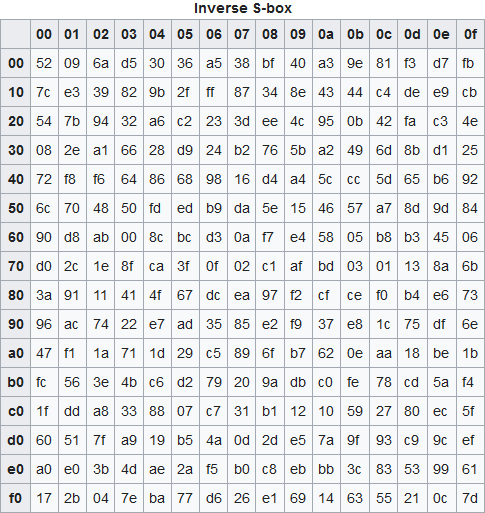 Inverse S-box
00 01 02 03 04 05 06 07 08 09 0a 0b 0c 0d 0e 0f
00 52 09 6a d5 30 36 a5 38 bf 40 a3 9e 81 f3 d7 fb
10 7c e3 39 82 9b 2f ff 87 34 8e 43 44 c4 de e9 cb
20 54 7b 94 32 a6 c2 23 3d ee 4c 95 0b 42 fa c3 4e
30 08 2e a1 66 28 d9 24 b2 76 5b a2 49 6d 8b d1 25
40 72 f8 f6 64 86 68 98 16 d4 a4 5c cc 5d 65 b6 92
50 6c 70 48 50 fd ed b9 da 5e 15 46 57 a7 8d 9d 84
60 90 d8 ab 00 8c bc d3 0a f7 e4 58 05 b8 b3 45 06
70 d0 2c 1e 8f ca 3f 0f 02 c1 af bd 03 01 13 8a 6b
80 3a 91 11 41 4f 67 dc ea 97 f2 cf ce f0 b4 e6 73
90 96 ac 74 22 e7 ad 35 85 e2 f9 37 e8 1c 75 df 6e
a0 47 f1 1a 71 1d 29 c5 89 6f b7 62 0e aa 18 be 1b
b0 fc 56 3e 4b c6 d2 79 20 9a db c0 fe 78 cd 5a f4
c0 1f dd a8 33 88 07 c7 31 b1 12 10 59 27 80 ec 5f
d0 60 51 7f a9 19 b5 4a 0d 2d e5 7a 9f 93 c9 9c ef
e0 a0 e0 3b 4d ae 2a f5 b0 c8 eb bb 3c 83 53 99 61
f0 17 2b 04 7e ba 77 d6 26 e1 69 14 63 55 21 0c 7d